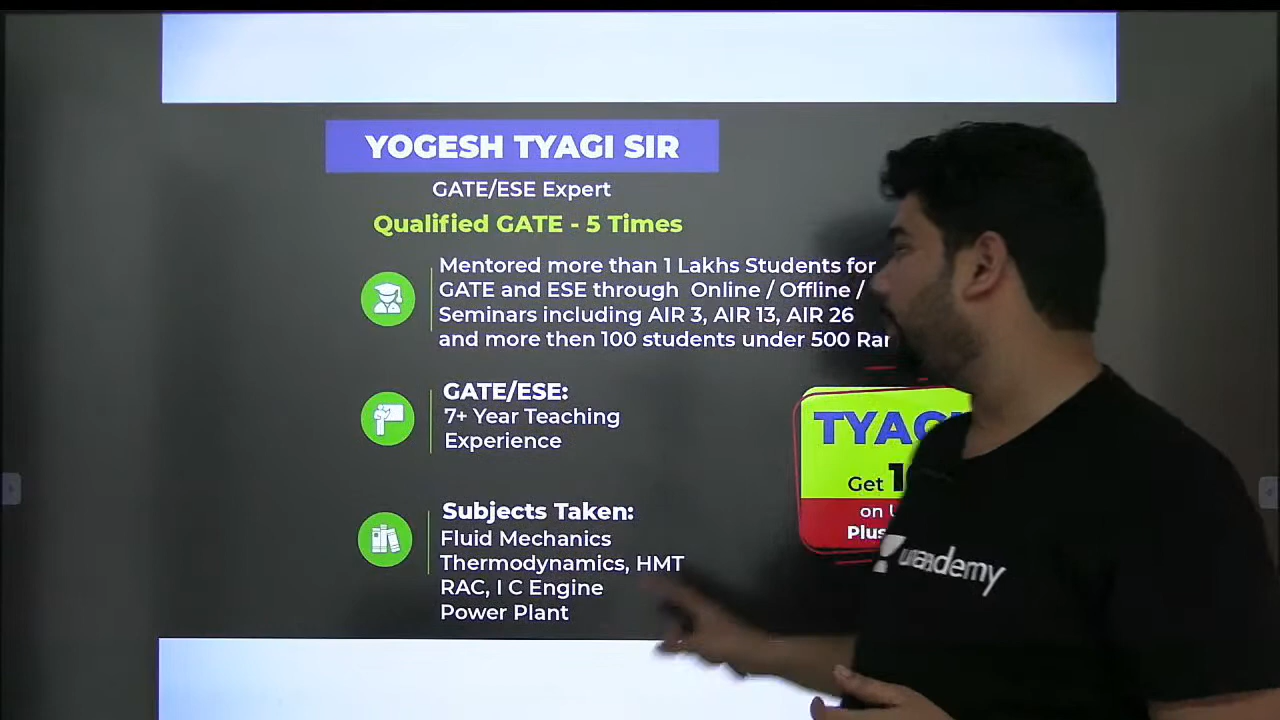 YOGESH TYAGI SIR
GATE/ESE Expert
Qualified GATE - 5 Times
Mentored more than 1 Lakhs Students for
GATE and ESE through Online / Offline /
Seminars including AIR 3, AIR 13, AIR 26
and more then 100 students under 500
GATE/ESE:
7+ Year Teaching
Experience
Subjects Taken:
Fluid Mechanics
Thermodynamics, HMT
RAC, I C Engine
Power Plant
Get
on
Plus
unacademy